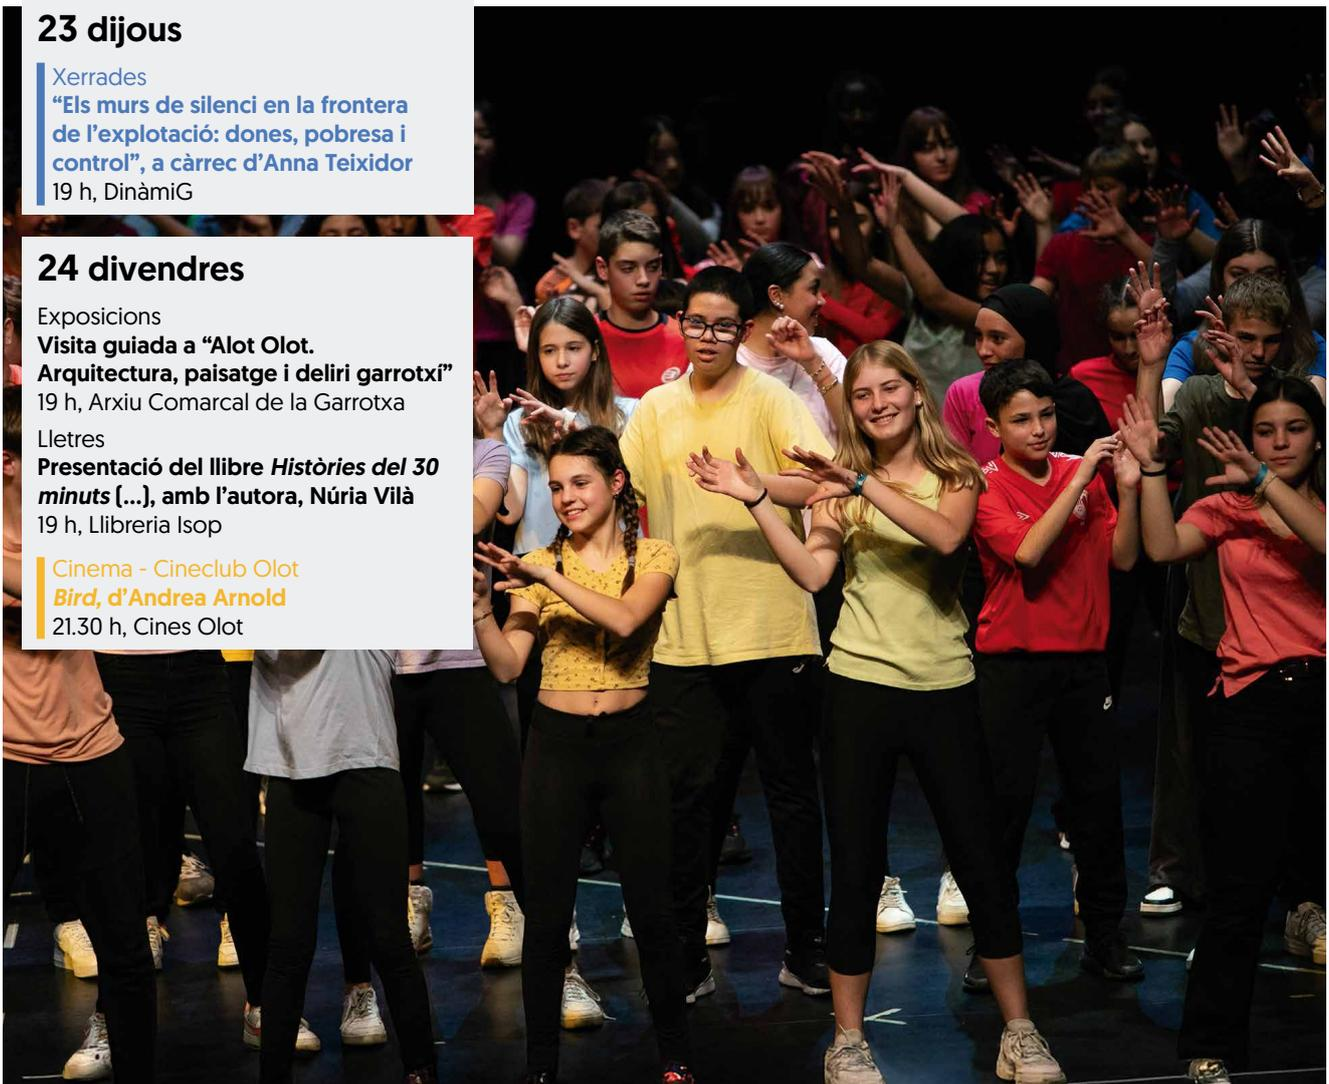 23 dijous
Xerrades
“Els murs de silenci en la frontera
de l’explotació: dones, pobresa i
control”, a càrrec d’Anna Teixidor
19 h, DinàmiG
24 divendres
Exposicions
Visita guiada a “Alot Olot.
Arquitectura, paisatge i deliri garrotxí”
19 h, Arxiu Comarcal de la Garrotxa
Lletres
Presentació del llibre Històries del 30
minuts (...), amb l’autora, Núria Vilà
19 h, Llibreria Isop
Cinema - Cineclub Olot
Bird, d’Andrea Arnold
21.30 h, Cines Olot